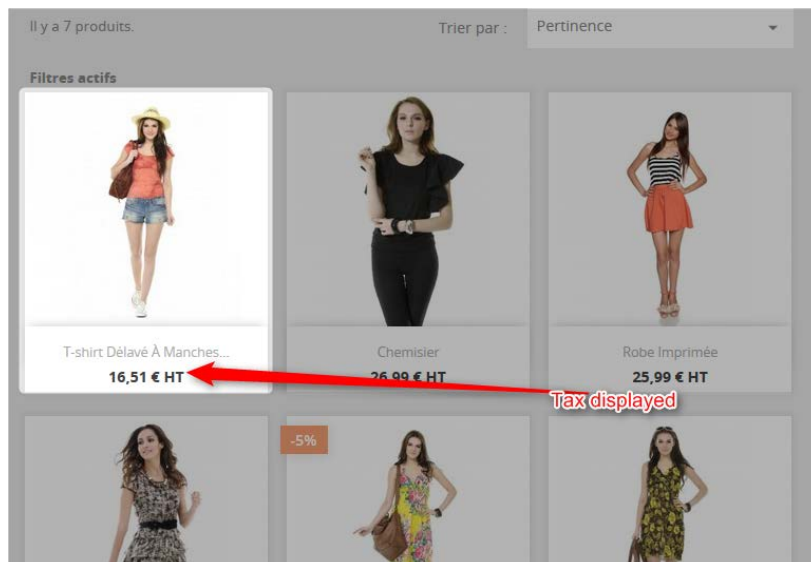 Il y a 7 produits.
Trier par :
Pertinence
Filtres actifs
T-shirt Délavé À Manches...
Chemisier
Robe Imprimée
16,51 € HT
26,99 € HT
25,99 € HT
Tax displayed
-5%